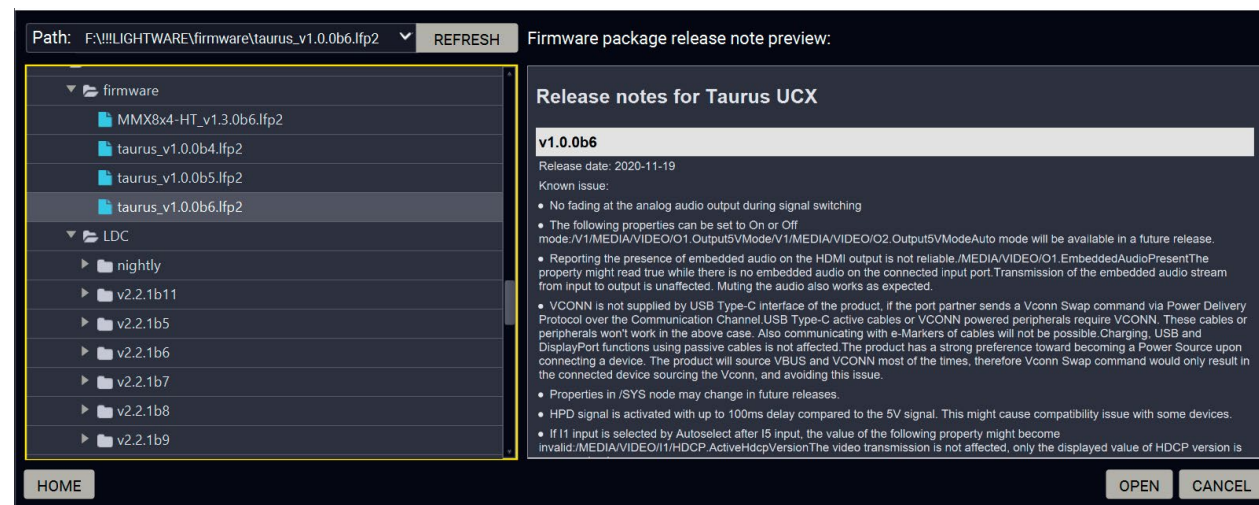 Path: F:\!!!LIGHTWARE\firmware\taurus_v1.0.0b6.lfp2 REFRESH
Firmware package release note preview:
firmware
MMX8x4-HT_v1.3.0b6.lfp2
taurus_v1.0.0b4.lfp2
taurus_v1.0.0b5.lfp2
taurus_v1.0.0b6.lfp2
LDC
nightly
v2.2.1b11
v2.2.1b5
v2.2.1b6
v2.2.1b7
v2.2.1b8
v2.2.1b9
Release notes for Taurus UCX
v1.0.0b6
Release date: 2020-11-19
Known issue:
• No fading at the analog audio output during signal switching
• The following properties can be set to On or Off
mode:/V1/MEDIA/VIDEO/O1.Output5VMode/V1/MEDIA/VIDEO/O2.Output5VModeAuto mode will be available in a future release.
• Reporting the presence of embedded audio on the HDMI output is not reliable./MEDIA/VIDEO/O1.EmbeddedAudioPresentThe
property might read true while there is no embedded audio on the connected input port.Transmission of the embedded audio stream
from input to output is unaffected. Muting the audio also works as expected.
• VCONN is not supplied by USB Type-C interface of the product, if the port partner sends a Vconn Swap command via Power Delivery
Protocol over the Communication Channel.USB Type-C active cables or VCONN powered peripherals require VCONN. These cables or
peripherals won't work in the above case. Also communicating with e-Markers of cables will not be possible.Charging, USB and
DisplayPort functions using passive cables is not affected.The product has a strong preference toward becoming a Power Source upon
connecting a device. The product will source VBUS and VCONN most of the times, therefore Vconn Swap command would only result in
the connected device sourcing the Vconn, and avoiding this issue.
• Properties in /SYS node may change in future releases.
• HPD signal is activated with up to 100ms delay compared to the 5V signal. This might cause compatibility issue with some devices.
• If I1 input is selected by Autoselect after I5 input, the value of the following property might become
invalid:/MEDIA/VIDEO/I1/HDCP.ActiveHdcpVersionThe video transmission is not affected, only the displayed value of HDCP version is
HOME
OPEN CANCEL